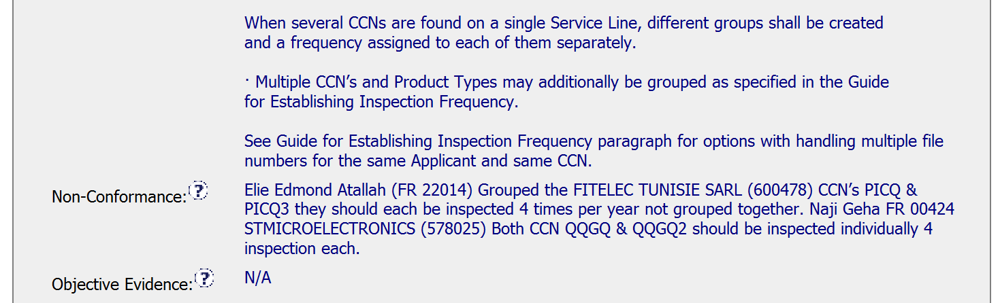 When several CCNs are found on a single Service Line, different groups shall be created
and a frequency assigned to each of them separately.
· Multiple CCN’s and Product Types may additionally be grouped as specified in the Guide
for Establishing Inspection Frequency.
See Guide for Establishing Inspection Frequency paragraph for options with handling multiple file
numbers for the same Applicant and same CCN.
Non-Conformance: ? Elie Edmond Atallah (FR 22014) Grouped the FITELEC TUNISIE SARL (600478) CCN’s PICQ &
PICQ3 they should each be inspected 4 times per year not grouped together. Naji Geha FR 00424
STMICROELECTRONICS (578025) Both CCN QQGQ & QQGQ2 should be inspected individually 4
inspection each.
Objective Evidence: ? N/A